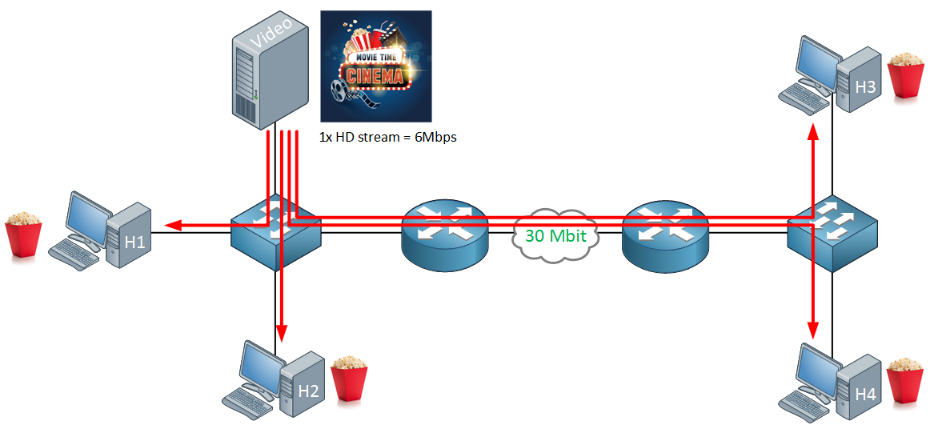 Video
MOVIE TIME
CINEMA
1x HD stream = 6Mbps
H3
H1
30 Mbit
H2
H4